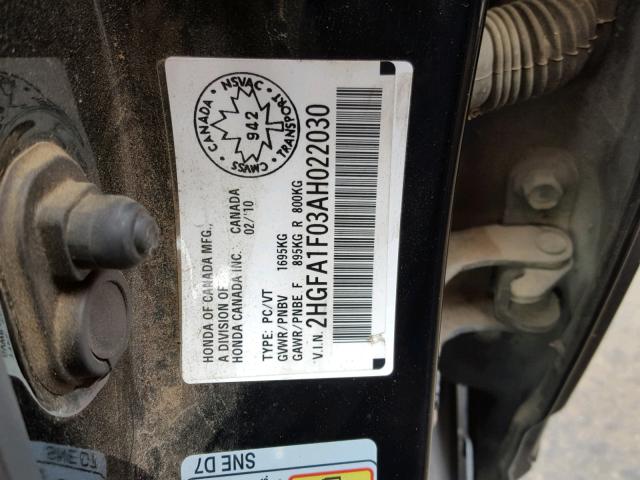 CANADA NSVAC TRANSPORT CMVSS
942
HONDA OF CANADA MFG.,
A DIVISION OF CANADA
HONDA CANADA INC. 02/'10
TYPE: PC/VT
GVWR/PNBV 1695KG
GAWR/PNBE F 895KG R 800KG
V.I.N. 2HGFA1F03AH022030
SNE D7